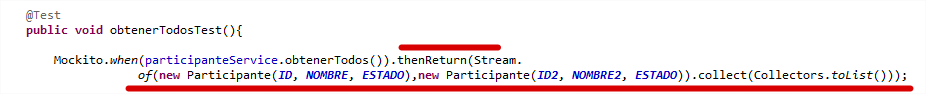 @Test
public void obtenerTodosTest(){
Mockito.when(participanteService.obtenerTodos()).thenReturn(Stream.
of(new Participante(ID, NOMBRE, ESTADO),new Participante(ID2, NOMBRE2, ESTADO)).collect(Collectors.toList()));